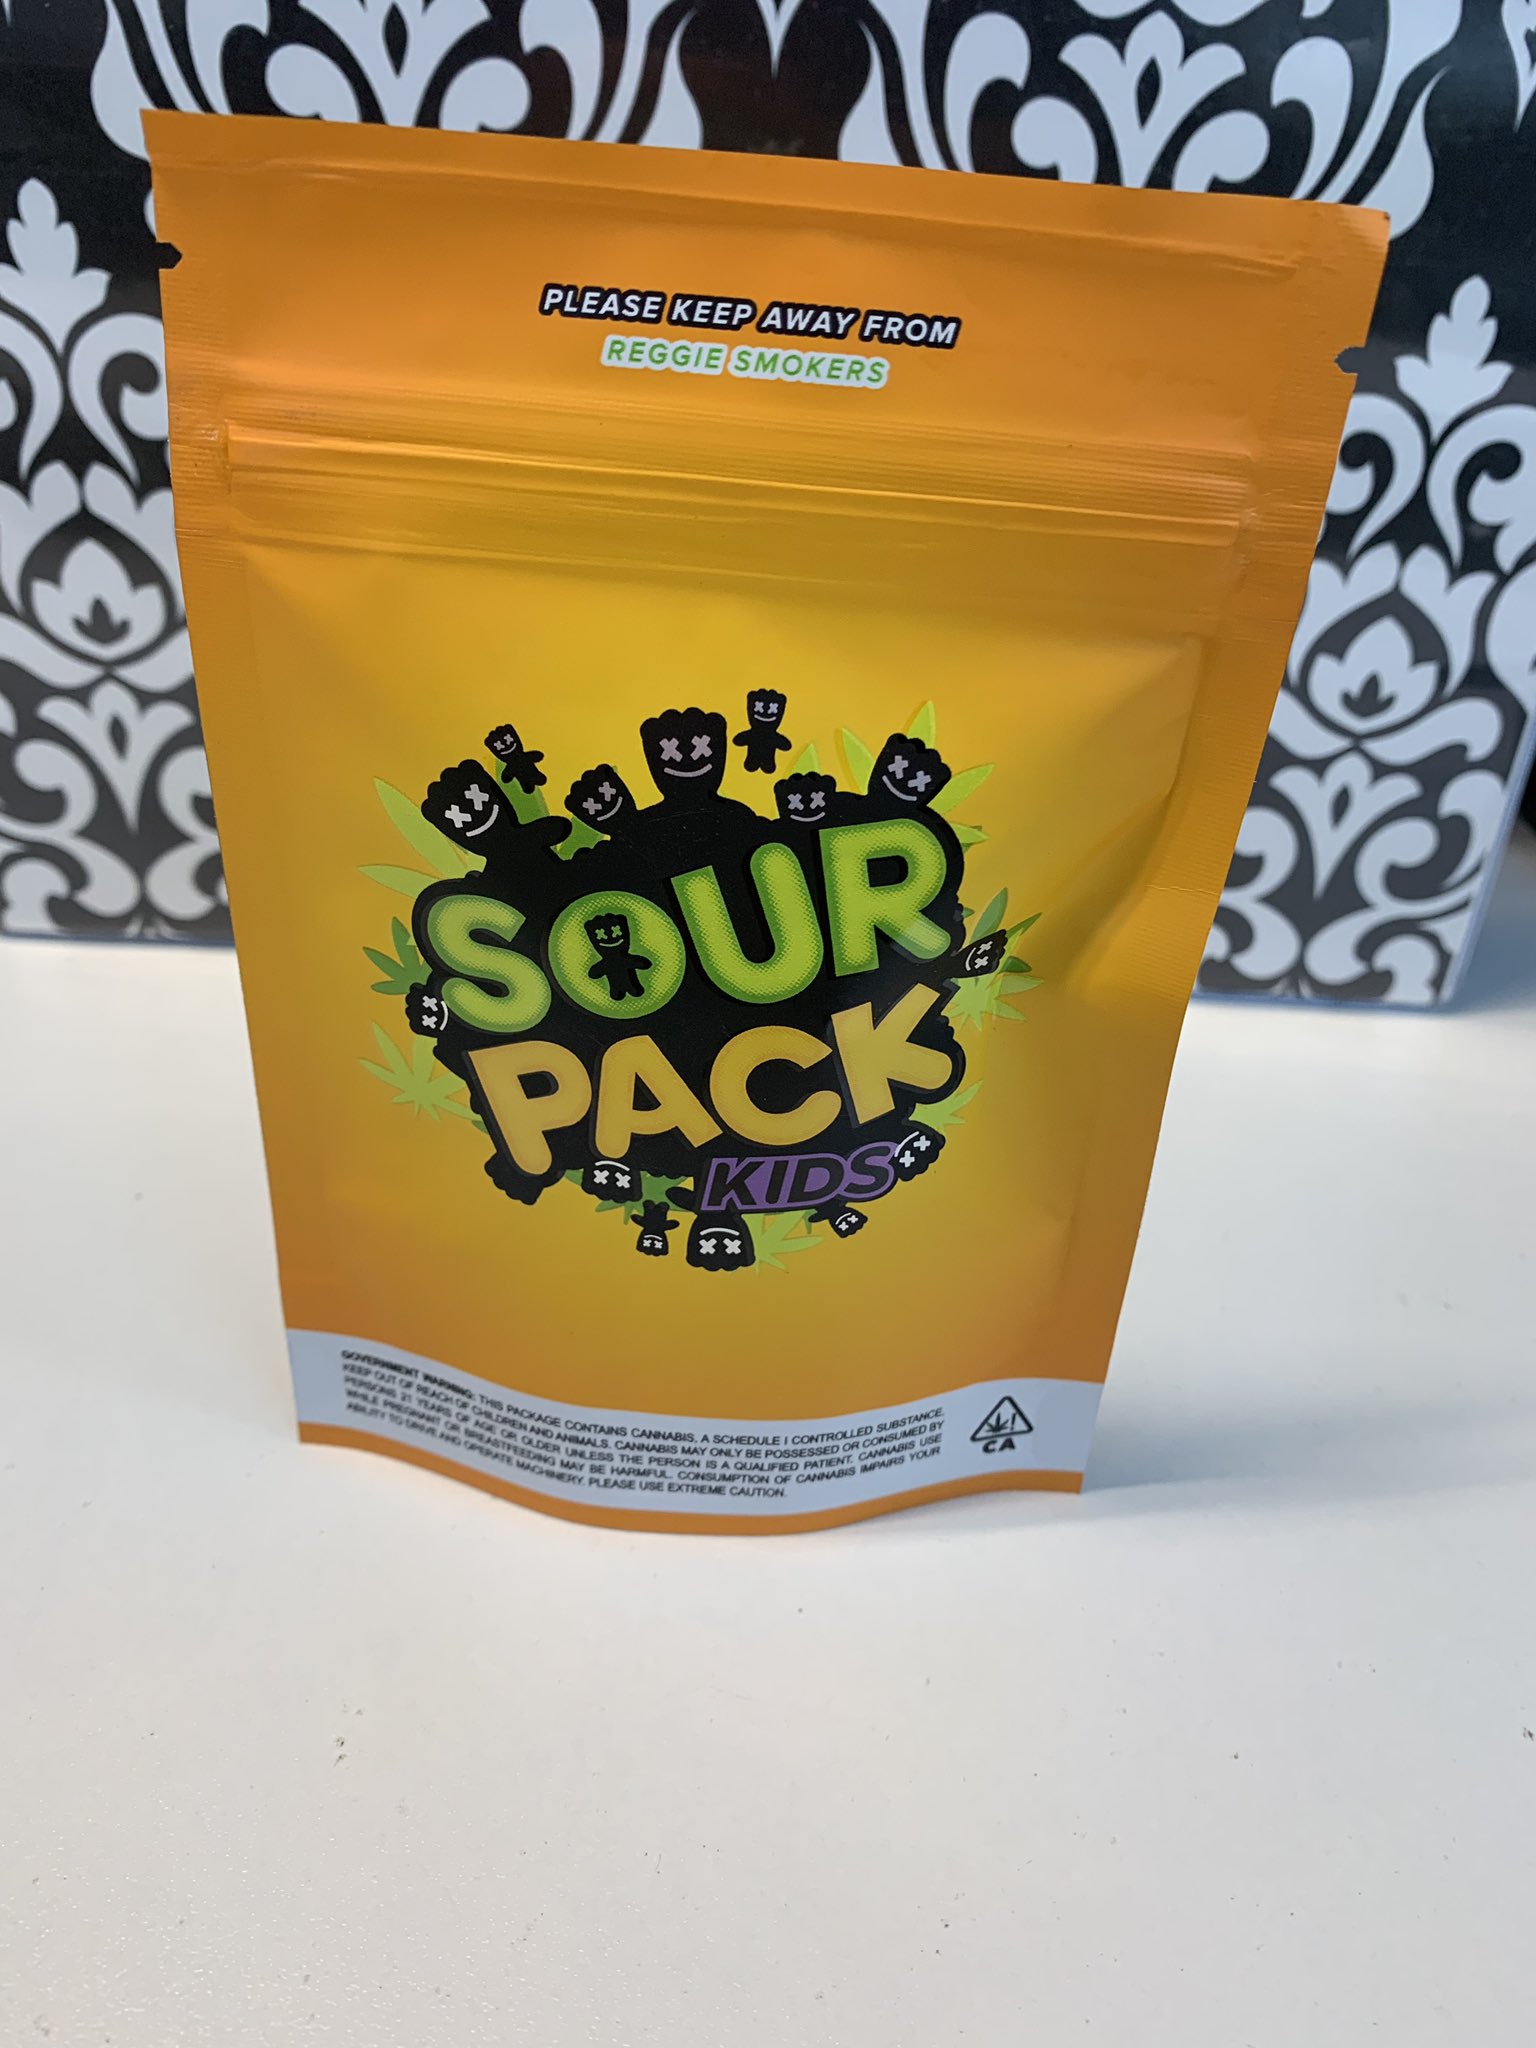 PLEASE KEEP AWAY FROM
REGGIE SMOKERS
SOUR
PACK
KIDS
GOVERNMENT WARNING: THIS PACKAGE CONTAINS CANNABIS, A SCHEDULE I CONTROLLED SUBSTANCE.
KEEP OUT OF REACH OF CHILDREN AND ANIMALS. CANNABIS MAY ONLY BE POSSESSED OR CONSUMED BY
PERSONS 21 YEARS OF AGE OR OLDER UNLESS THE PERSON IS A QUALIFIED PATIENT. CANNABIS USE
WHILE PREGNANT OR BREASTFEEDING MAY BE HARMFUL. CONSUMPTION OF CANNABIS IMPAIRS YOUR
ABILITY TO DRIVE AND OPERATE MACHINERY. PLEASE USE EXTREME CAUTION.
!
CA